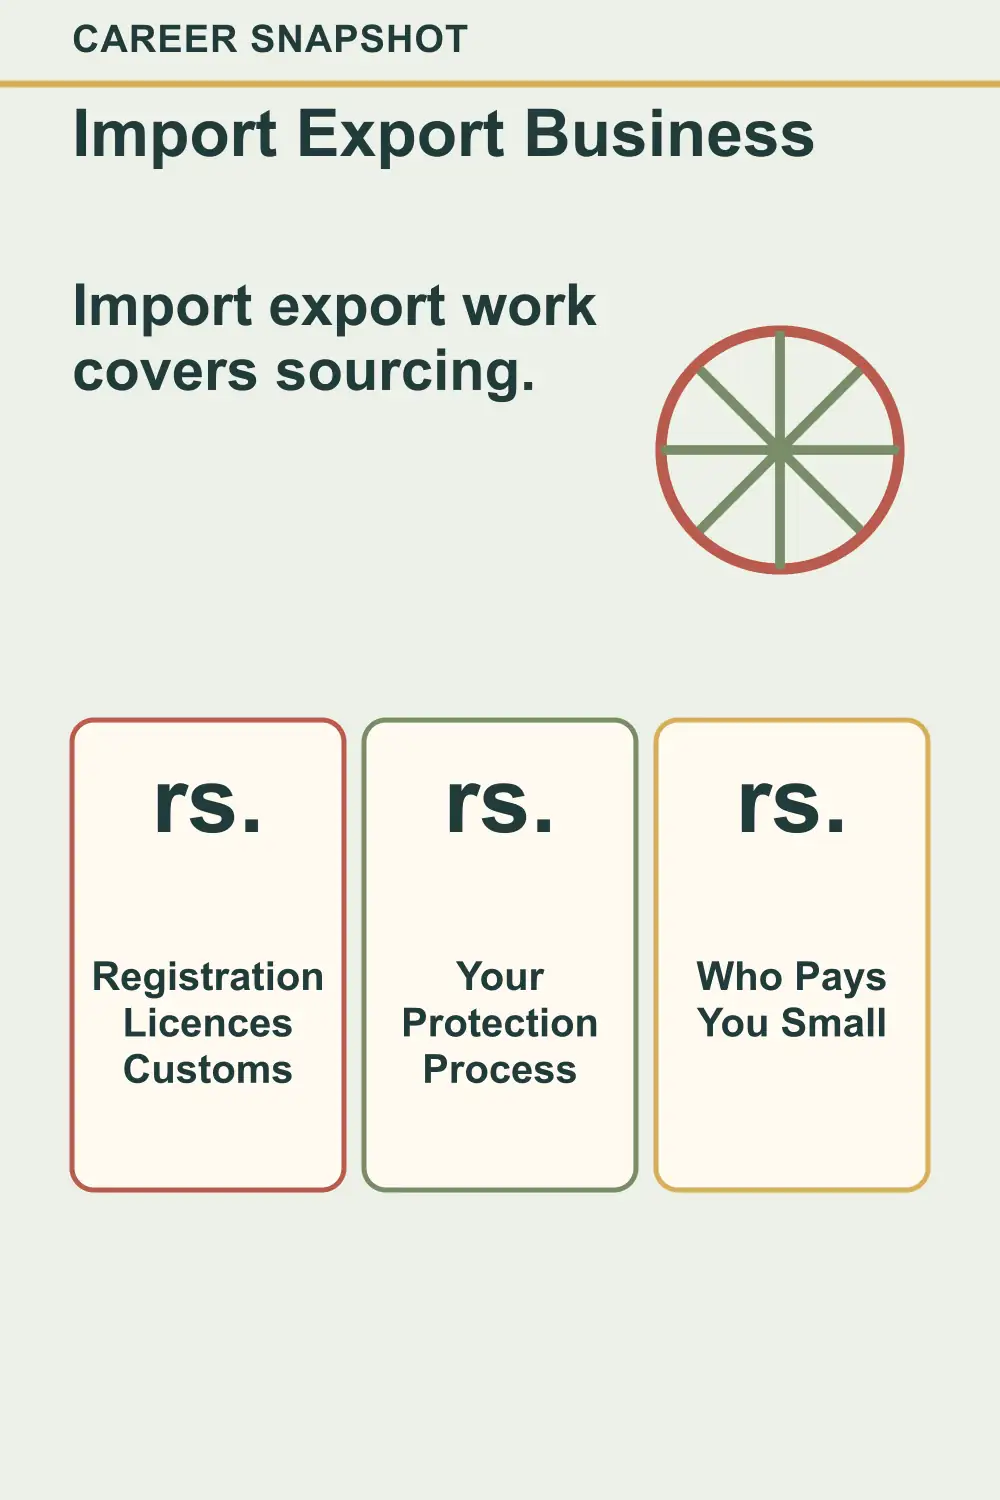 CAREER SNAPSHOT
Import Export Business
Import export work
covers sourcing.
rs.
Registration
Licences
Customs
rs.
Your
Protection
Process
rs.
Who Pays
You Small